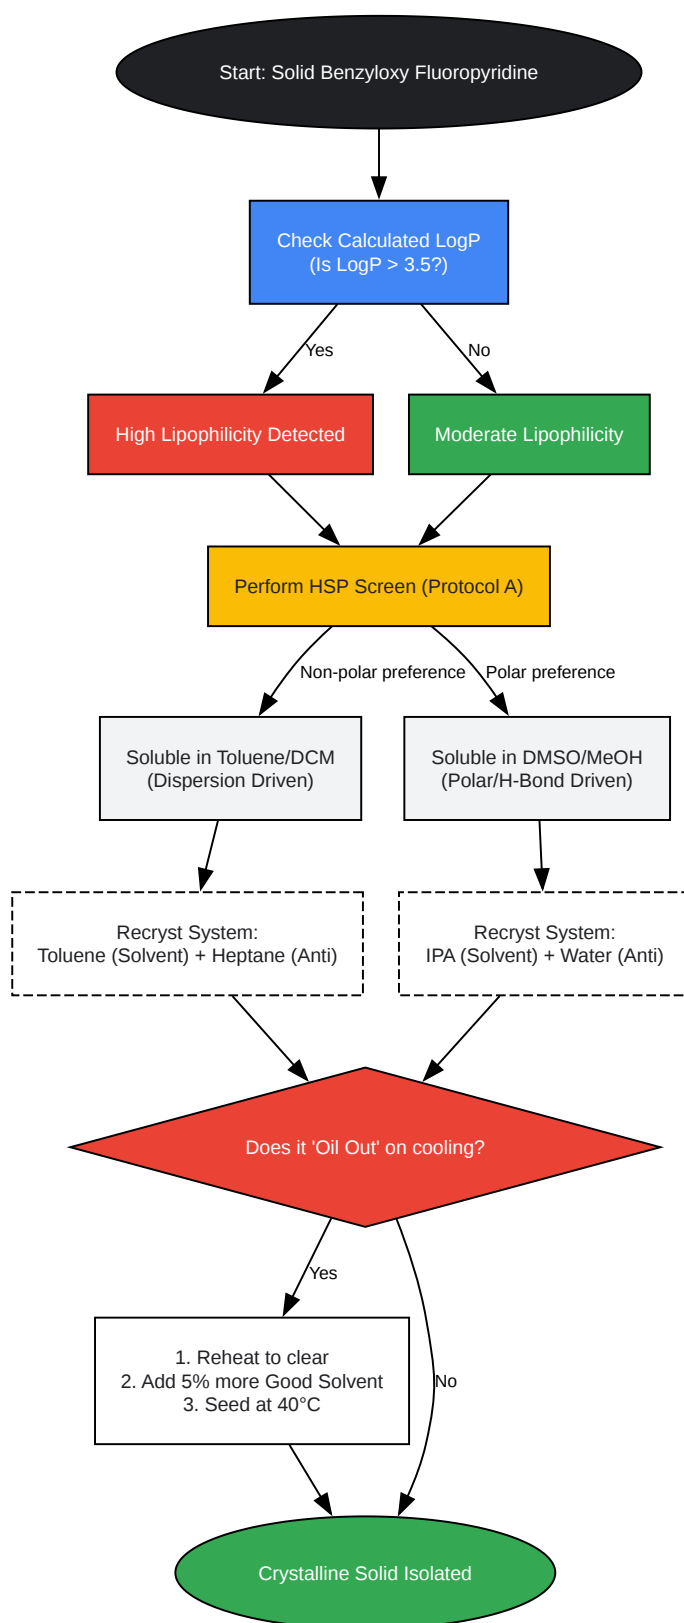 Start: Solid Benzyloxy Fluoropyridine
Check Calculated LogP
(Is LogP > 3.5?)
Yes
No
High Lipophilicity Detected
Moderate Lipophilicity
Perform HSP Screen (Protocol A)
Non-polar preference
Polar preference
Soluble in Toluene/DCM
(Dispersion Driven)
Soluble in DMSO/MeOH
(Polar/H-Bond Driven)
Recryst System:
Toluene (Solvent) + Heptane (Anti)
Recryst System:
IPA (Solvent) + Water (Anti)
Does it 'Oil Out' on cooling?
Yes
1. Reheat to clear
2. Add 5% more Good Solvent
3. Seed at 40°C
No
Crystalline Solid Isolated